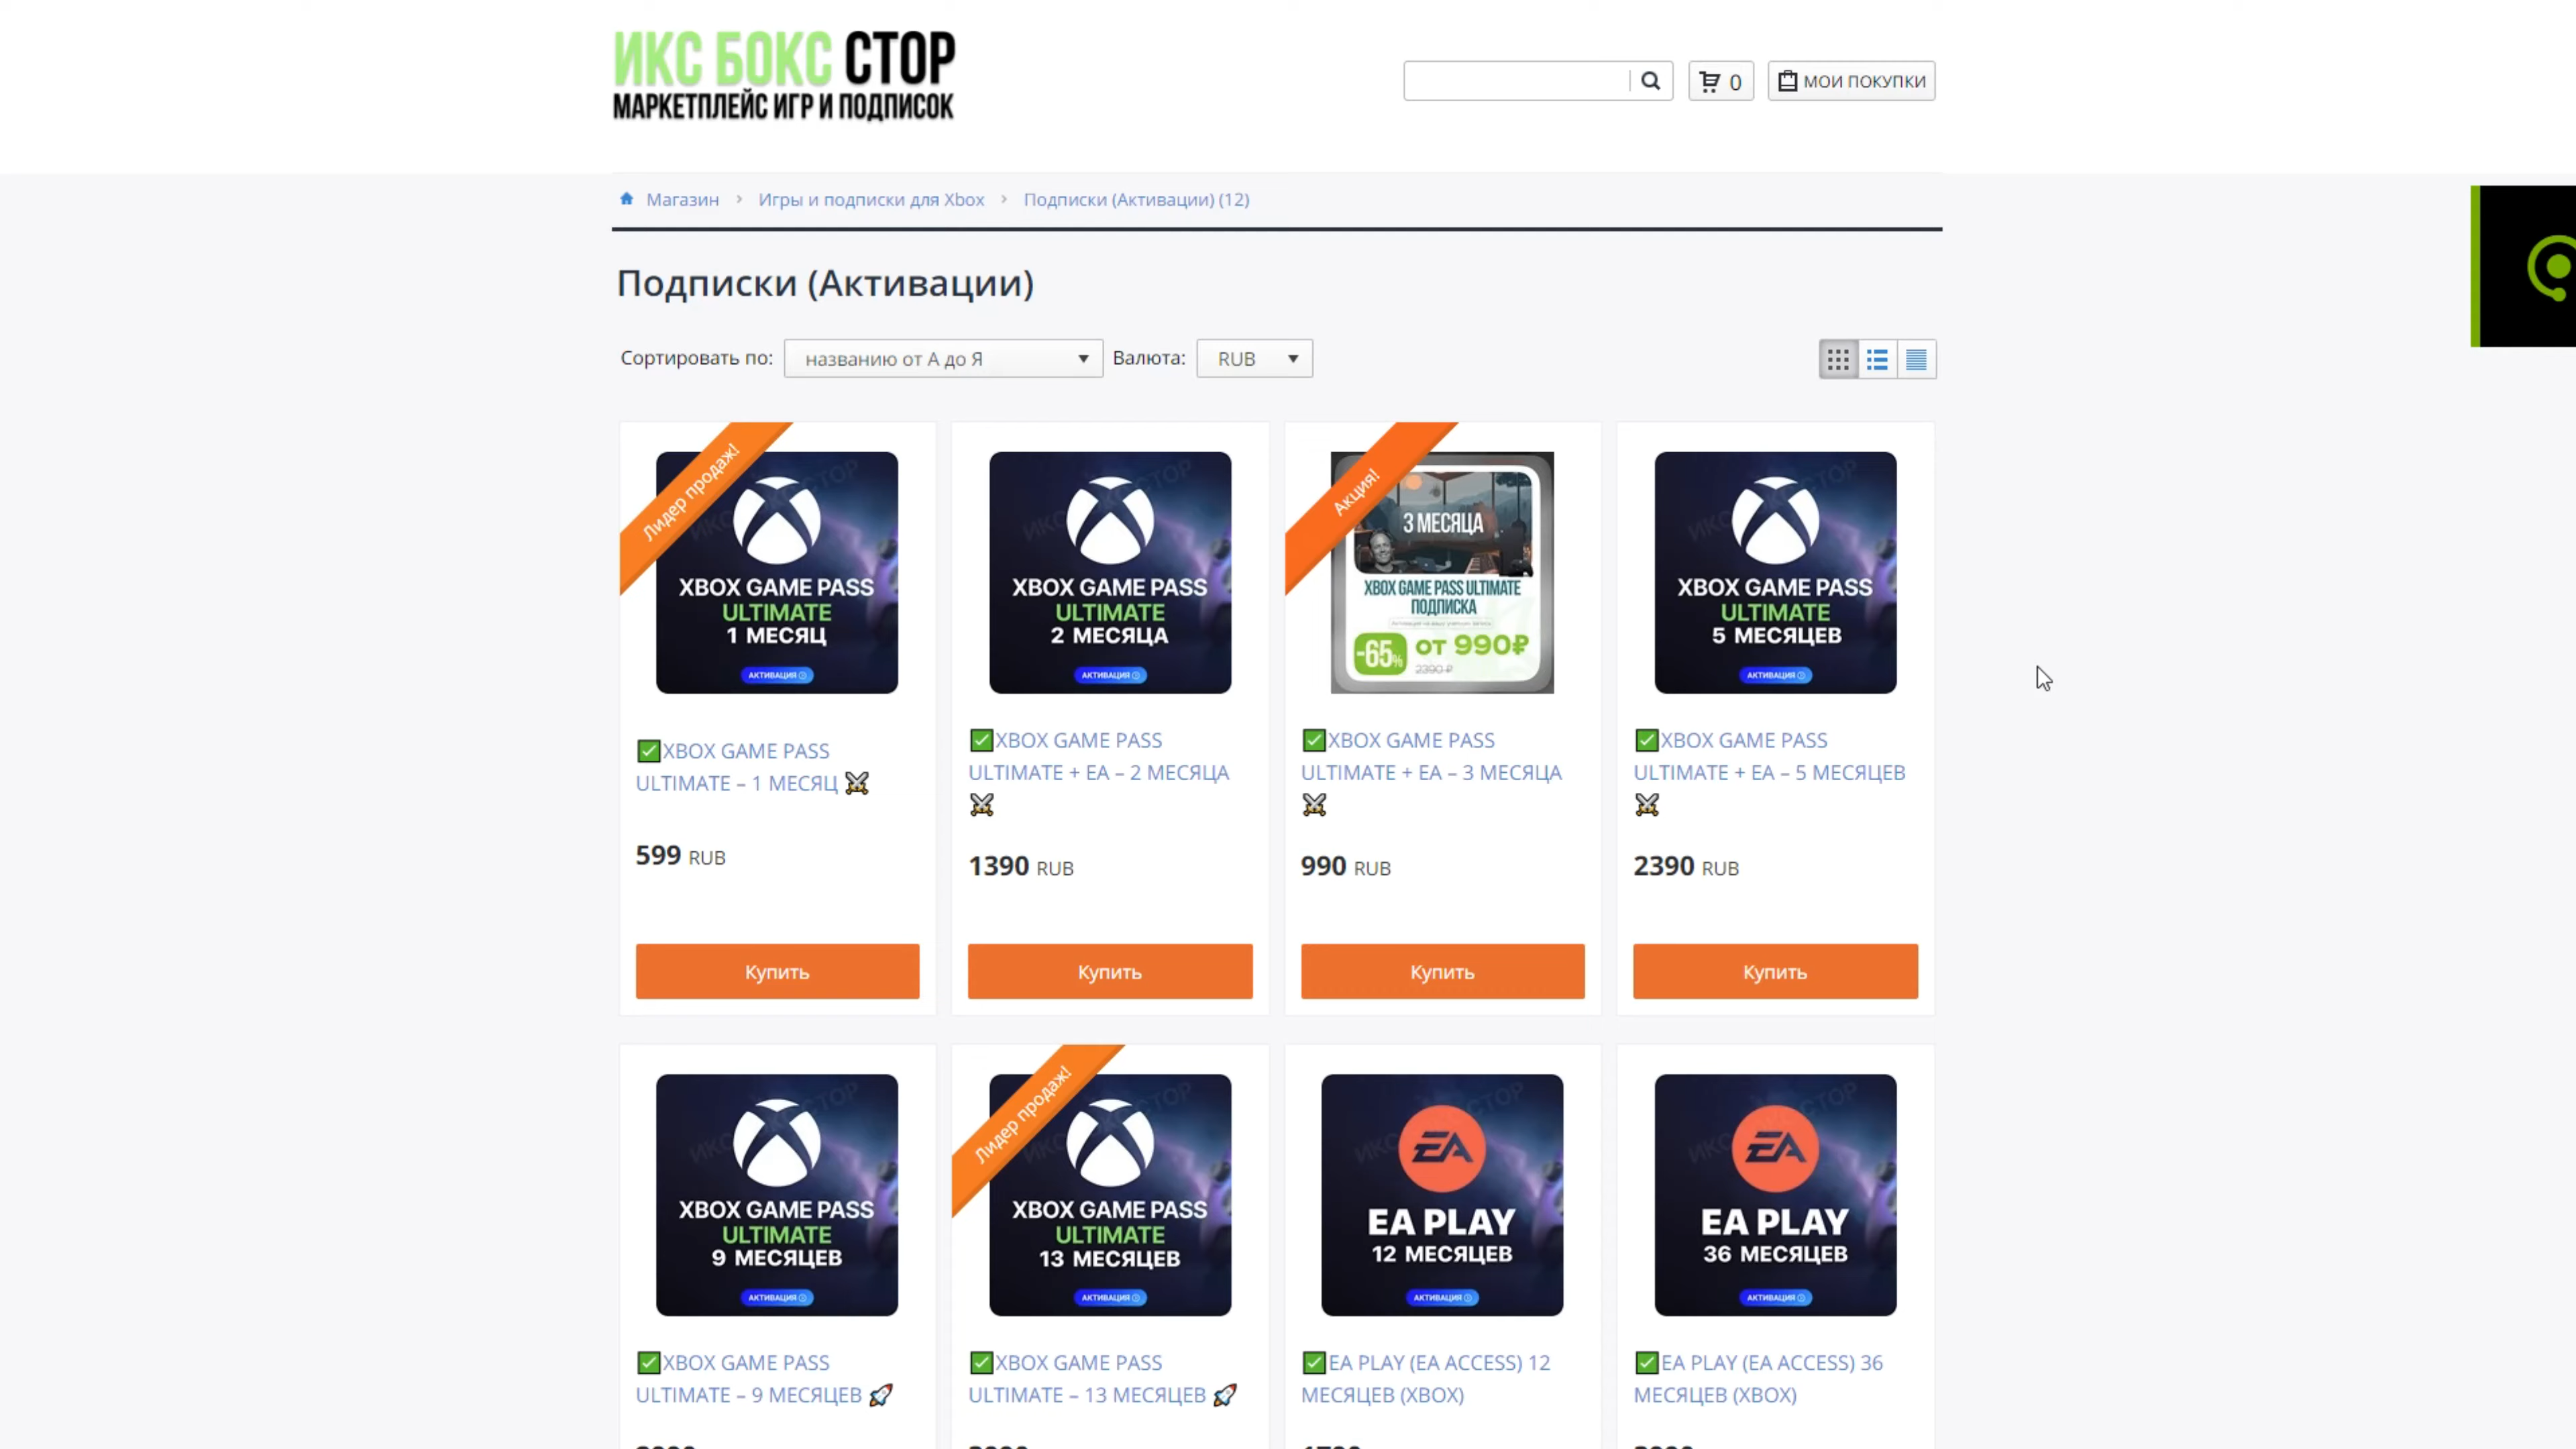 ИКС БОКС СТОР
МАРКЕТПЛЕЙС ИГР И ПОДПИСОК
0
МОИ ПОКУПКИ
Магазин > Игры и подписки для Xbox > Подписки (Активации) (12)
Подписки (Активации)
Сортировать по: названию от А до Я Валюта: RUB
Лидер продаж!
XBOX GAME PASS
ULTIMATE
1 МЕСЯЦ
АКТИВАЦИЯ
✅XBOX GAME PASS
ULTIMATE – 1 МЕСЯЦ ⚔
599 RUB
Купить
XBOX GAME PASS
ULTIMATE
2 МЕСЯЦА
АКТИВАЦИЯ
✅XBOX GAME PASS
ULTIMATE + EA – 2 МЕСЯЦА
⚔
1390 RUB
Купить
Акция!
3 МЕСЯЦА
XBOX GAME PASS ULTIMATE
ПОДПИСКА
-65% от 990₽
2390 ₽
✅XBOX GAME PASS
ULTIMATE + EA – 3 МЕСЯЦА
⚔
990 RUB
Купить
XBOX GAME PASS
ULTIMATE
5 МЕСЯЦЕВ
АКТИВАЦИЯ
✅XBOX GAME PASS
ULTIMATE + EA – 5 МЕСЯЦЕВ
⚔
2390 RUB
Купить
XBOX GAME PASS
ULTIMATE
9 МЕСЯЦЕВ
АКТИВАЦИЯ
✅XBOX GAME PASS
ULTIMATE – 9 МЕСЯЦЕВ 🚀
Лидер продаж!
XBOX GAME PASS
ULTIMATE
13 МЕСЯЦЕВ
АКТИВАЦИЯ
✅XBOX GAME PASS
ULTIMATE – 13 МЕСЯЦЕВ 🚀
EA
EA PLAY
12 МЕСЯЦЕВ
АКТИВАЦИЯ
✅EA PLAY (EA ACCESS) 12
МЕСЯЦЕВ (XBOX)
EA
EA PLAY
36 МЕСЯЦЕВ
АКТИВАЦИЯ
✅EA PLAY (EA ACCESS) 36
МЕСЯЦЕВ (XBOX)